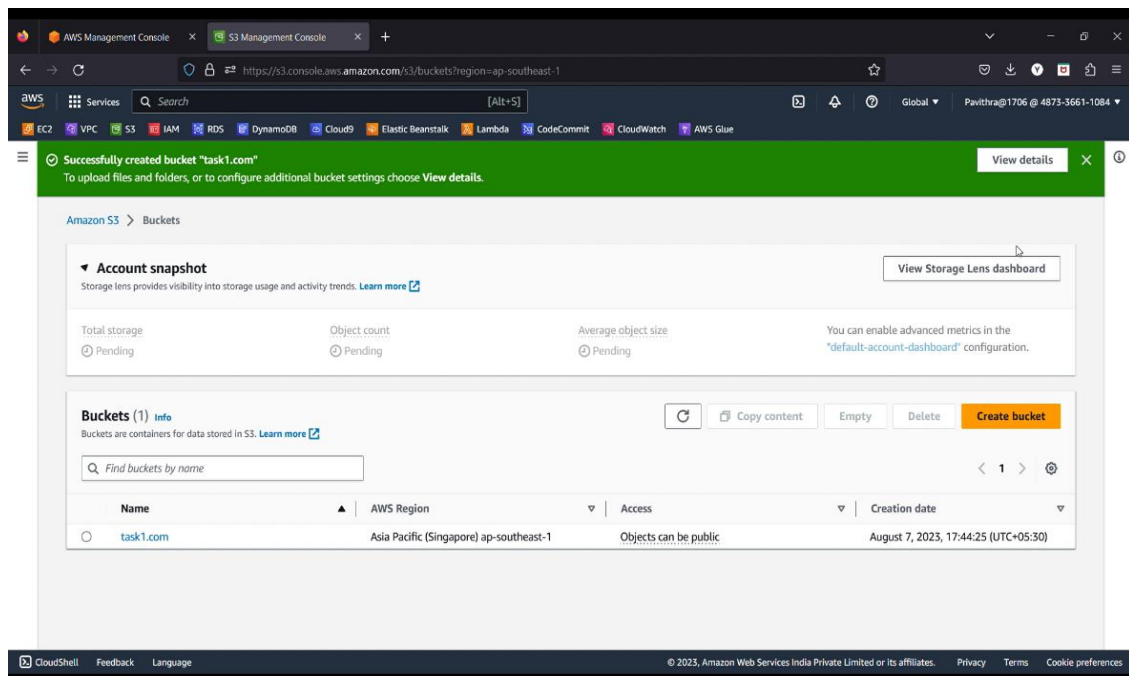 AWS Management Console
S3 Management Console
https://s3.console.aws.amazon.com/s3/buckets?region=ap-southeast-1
aws Services Search [Alt+S] Global Pavithra@1706 @ 4873-3661-1084
EC2 VPC S3 IAM RDS DynamoDB Cloud9 Elastic Beanstalk Lambda CodeCommit CloudWatch AWS Glue
Successfully created bucket "task1.com"
To upload files and folders, or to configure additional bucket settings choose View details.
View details
Amazon S3 > Buckets
Account snapshot
Storage lens provides visibility into storage usage and activity trends. Learn more
View Storage Lens dashboard
Total storage
Pending
Object count
Pending
Average object size
Pending
You can enable advanced metrics in the
"default-account-dashboard" configuration.
Buckets (1) Info
Buckets are containers for data stored in S3. Learn more
Copy content Empty Delete Create bucket
Find buckets by name
1
Name AWS Region Access Creation date
task1.com Asia Pacific (Singapore) ap-southeast-1 Objects can be public August 7, 2023, 17:44:25 (UTC+05:30)
CloudShell Feedback Language © 2023, Amazon Web Services India Private Limited or its affiliates. Privacy Terms Cookie preferences